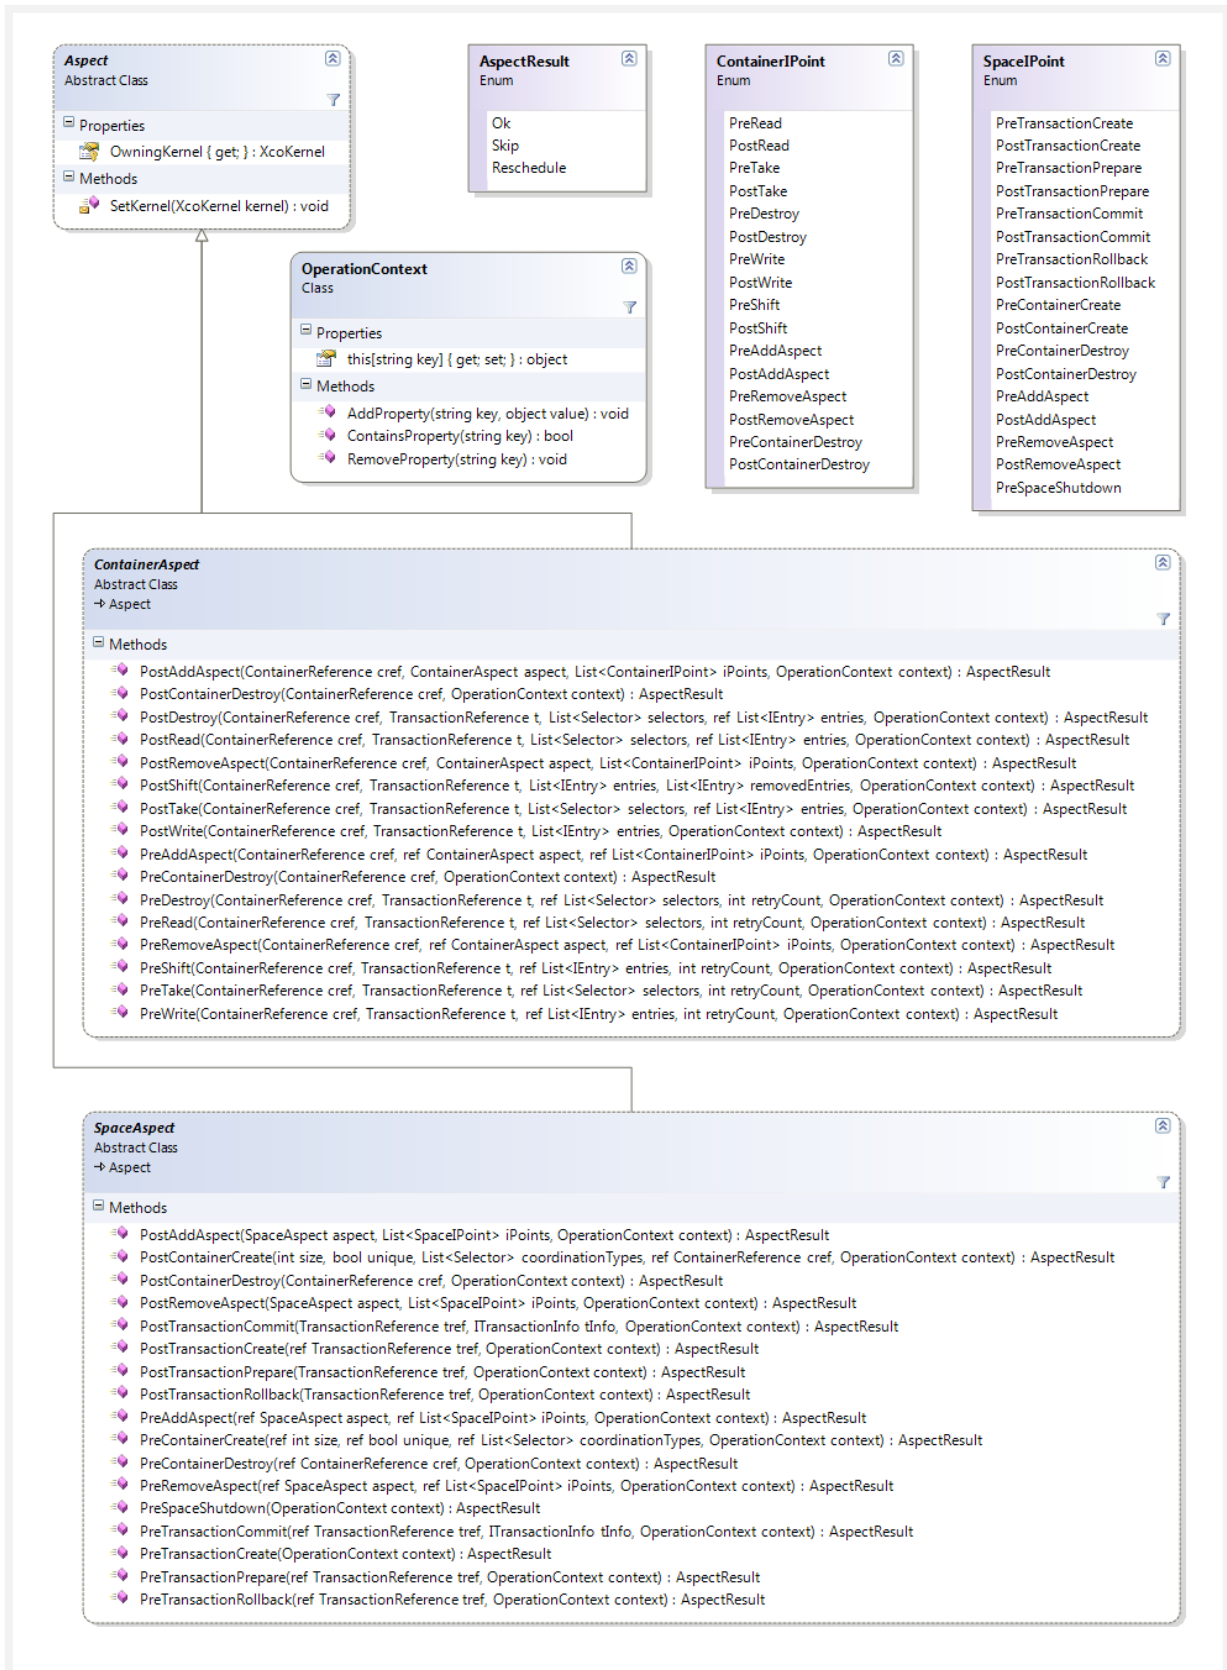 Aspect
Abstract Class
Properties
OwningKernel { get; } : XcoKernel
Methods
SetKernel(XcoKernel kernel) : void
AspectResult
Enum
Ok
Skip
Reschedule
ContainerIPoint
Enum
PreRead
PostRead
PreTake
PostTake
PreDestroy
PostDestroy
PreWrite
PostWrite
PreShift
PostShift
PreAddAspect
PostAddAspect
PreRemoveAspect
PostRemoveAspect
PreContainerDestroy
PostContainerDestroy
SpaceIPoint
Enum
PreTransactionCreate
PostTransactionCreate
PreTransactionPrepare
PostTransactionPrepare
PreTransactionCommit
PostTransactionCommit
PreTransactionRollback
PostTransactionRollback
PreContainerCreate
PostContainerCreate
PreContainerDestroy
PostContainerDestroy
PreAddAspect
PostAddAspect
PreRemoveAspect
PostRemoveAspect
PreSpaceShutdown
OperationContext
Class
Properties
this[string key] { get; set; } : object
Methods
AddProperty(string key, object value) : void
ContainsProperty(string key) : bool
RemoveProperty(string key) : void
ContainerAspect
Abstract Class
Aspect
Methods
PostAddAspect(ContainerReference cref, ContainerAspect aspect, List<ContainerIPoint> iPoints, OperationContext context) : AspectResult
PostContainerDestroy(ContainerReference cref, OperationContext context) : AspectResult
PostDestroy(ContainerReference cref, TransactionReference t, List<Selector> selectors, ref List<IEntry> entries, OperationContext context) : AspectResult
PostRead(ContainerReference cref, TransactionReference t, List<Selector> selectors, ref List<IEntry> entries, OperationContext context) : AspectResult
PostRemoveAspect(ContainerReference cref, ContainerAspect aspect, List<ContainerIPoint> iPoints, OperationContext context) : AspectResult
PostShift(ContainerReference cref, TransactionReference t, List<IEntry> entries, List<IEntry> removedEntries, OperationContext context) : AspectResult
PostTake(ContainerReference cref, TransactionReference t, List<Selector> selectors, ref List<IEntry> entries, OperationContext context) : AspectResult
PostWrite(ContainerReference cref, TransactionReference t, List<IEntry> entries, OperationContext context) : AspectResult
PreAddAspect(ContainerReference cref, ref ContainerAspect aspect, ref List<ContainerIPoint> iPoints, OperationContext context) : AspectResult
PreContainerDestroy(ContainerReference cref, OperationContext context) : AspectResult
PreDestroy(ContainerReference cref, TransactionReference t, ref List<Selector> selectors, int retryCount, OperationContext context) : AspectResult
PreRead(ContainerReference cref, TransactionReference t, ref List<Selector> selectors, int retryCount, OperationContext context) : AspectResult
PreRemoveAspect(ContainerReference cref, ref ContainerAspect aspect, ref List<ContainerIPoint> iPoints, OperationContext context) : AspectResult
PreShift(ContainerReference cref, TransactionReference t, ref List<IEntry> entries, int retryCount, OperationContext context) : AspectResult
PreTake(ContainerReference cref, TransactionReference t, ref List<Selector> selectors, int retryCount, OperationContext context) : AspectResult
PreWrite(ContainerReference cref, TransactionReference t, ref List<IEntry> entries, int retryCount, OperationContext context) : AspectResult
SpaceAspect
Abstract Class
Aspect
Methods
PostAddAspect(SpaceAspect aspect, List<SpaceIPoint> iPoints, OperationContext context) : AspectResult
PostContainerCreate(int size, bool unique, List<Selector> coordinationTypes, ref ContainerReference cref, OperationContext context) : AspectResult
PostContainerDestroy(ContainerReference cref, OperationContext context) : AspectResult
PostRemoveAspect(SpaceAspect aspect, List<SpaceIPoint> iPoints, OperationContext context) : AspectResult
PostTransactionCommit(TransactionReference tref, ITransactionInfo tInfo, OperationContext context) : AspectResult
PostTransactionCreate(ref TransactionReference tref, OperationContext context) : AspectResult
PostTransactionPrepare(TransactionReference tref, OperationContext context) : AspectResult
PostTransactionRollback(TransactionReference tref, OperationContext context) : AspectResult
PreAddAspect(ref SpaceAspect aspect, ref List<SpaceIPoint> iPoints, OperationContext context) : AspectResult
PreContainerCreate(ref int size, ref bool unique, ref List<Selector> coordinationTypes, OperationContext context) : AspectResult
PreContainerDestroy(ref ContainerReference cref, OperationContext context) : AspectResult
PreRemoveAspect(ref SpaceAspect aspect, ref List<SpaceIPoint> iPoints, OperationContext context) : AspectResult
PreSpaceShutdown(OperationContext context) : AspectResult
PreTransactionCommit(ref TransactionReference tref, ITransactionInfo tInfo, OperationContext context) : AspectResult
PreTransactionCreate(OperationContext context) : AspectResult
PreTransactionPrepare(ref TransactionReference tref, OperationContext context) : AspectResult
PreTransactionRollback(ref TransactionReference tref, OperationContext context) : AspectResult